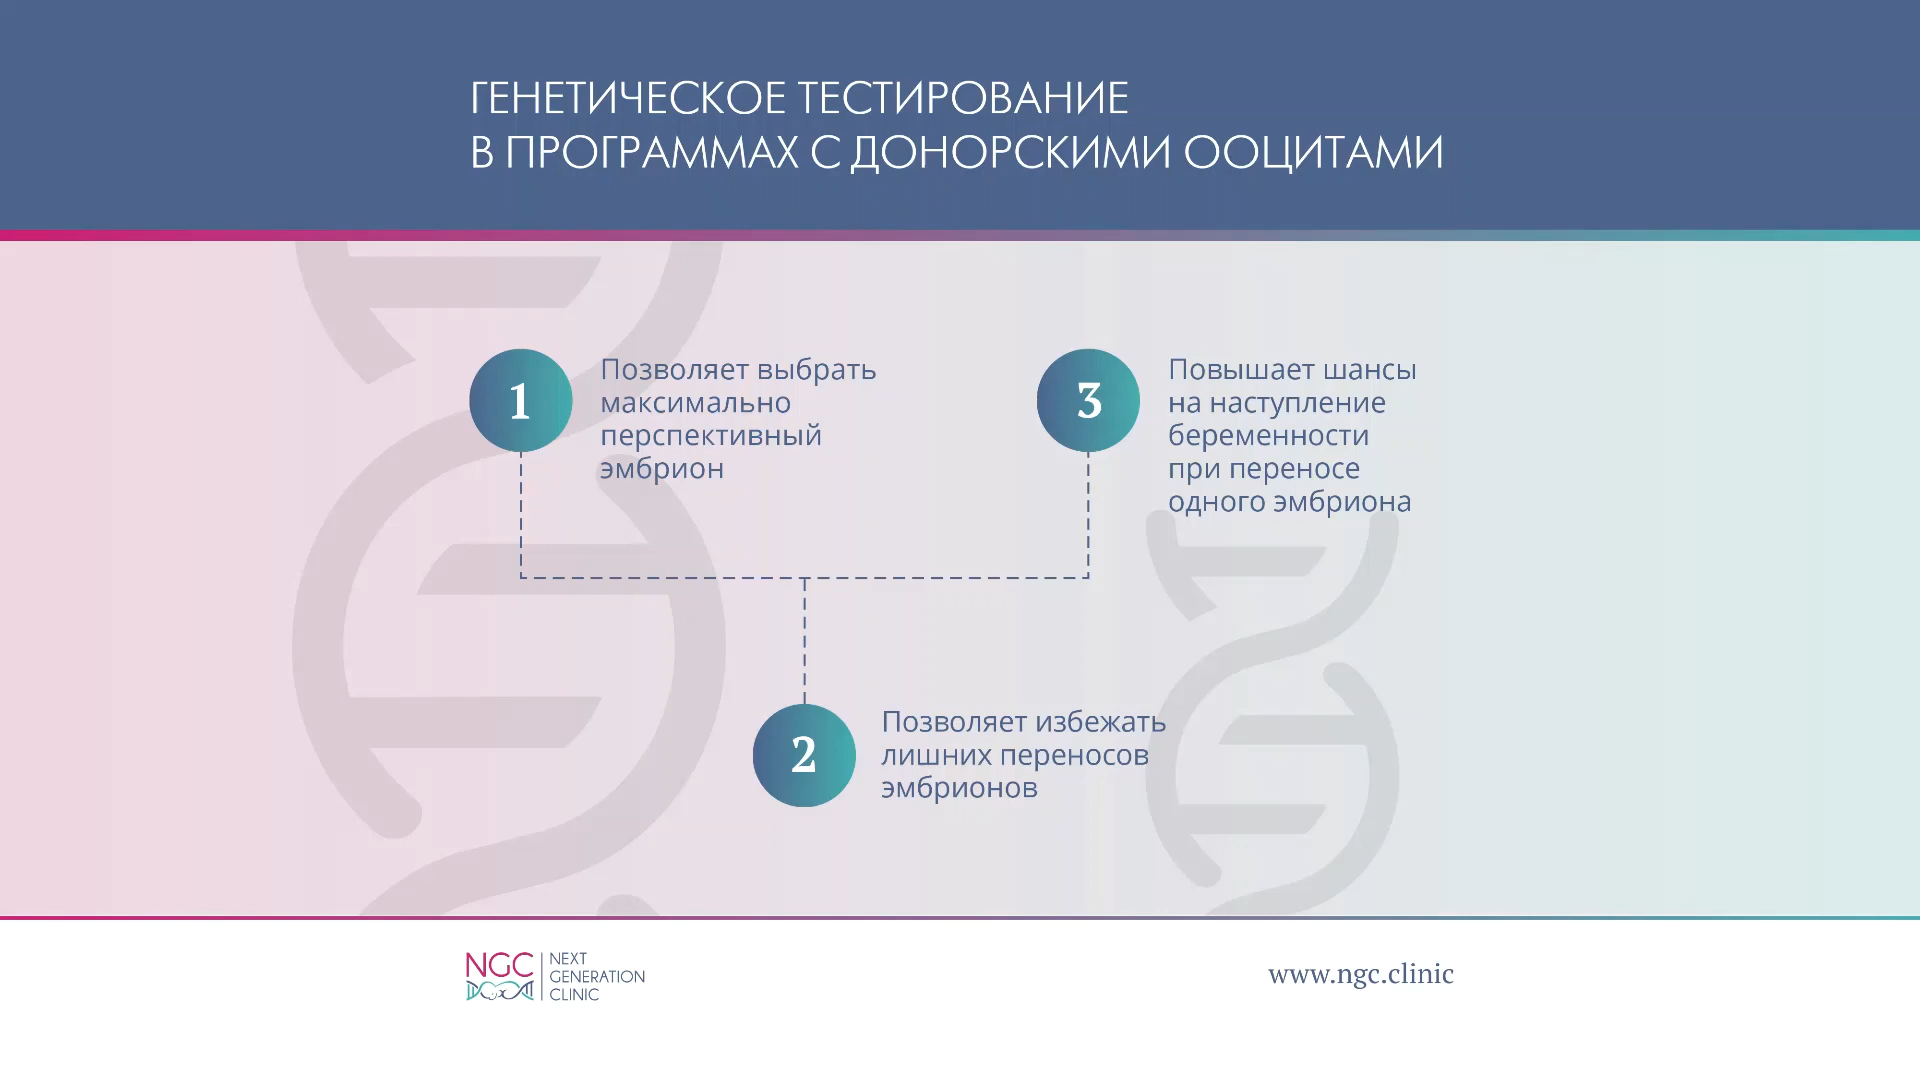 ГЕНЕТИЧЕСКОЕ ТЕСТИРОВАНИЕ
В ПРОГРАММАХ С ДОНОРСКИМИ ООЦИТАМИ
1
Позволяет выбрать
максимально
перспективный
эмбрион
3
Повышает шансы
на наступление
беременности
при переносе
одного эмбриона
2
Позволяет избежать
лишних переносов
эмбрионов
NGC
NEXT
GENERATION
CLINIC
www.ngc.clinic